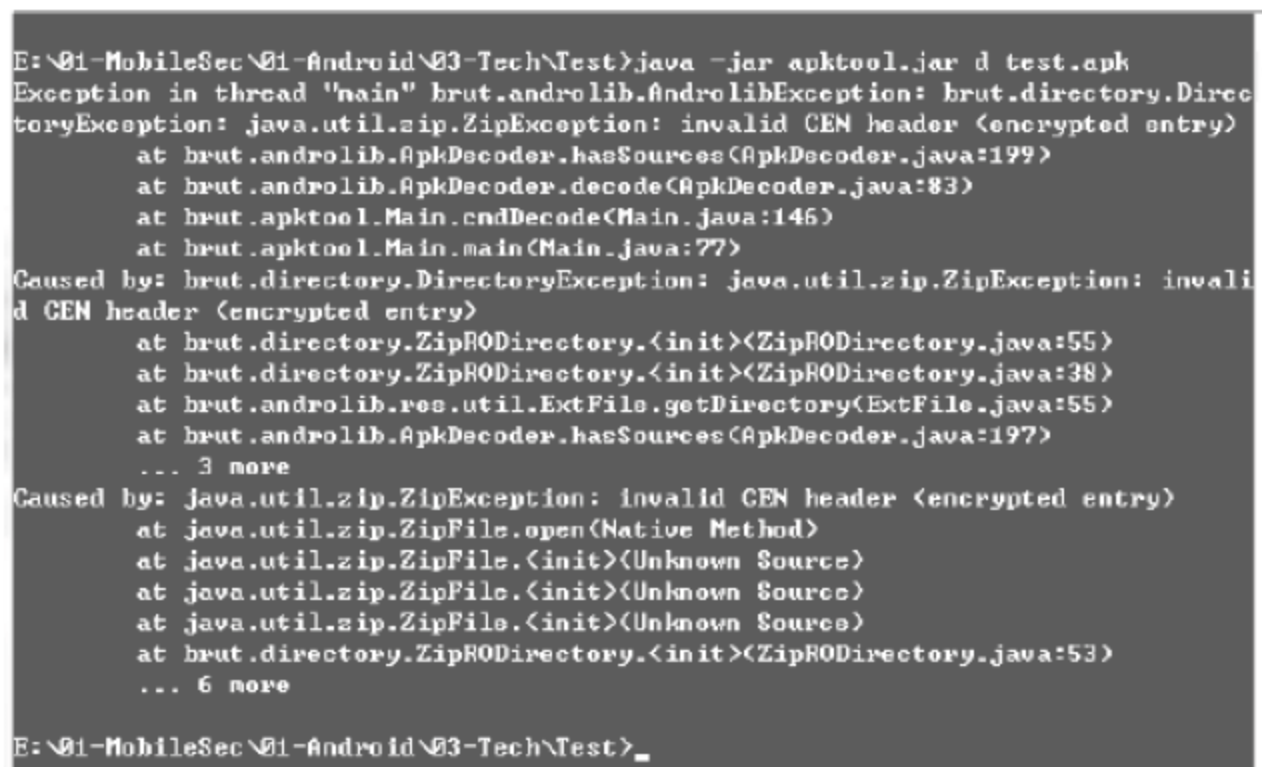 E:\01-MobileSec\01-Android\03-Tech\Test>java -jar apktool.jar d test.apk
Exception in thread "main" brut.androlib.AndrolibException: brut.directory.Direc
toryException: java.util.zip.ZipException: invalid CEN header (encrypted entry)
        at brut.androlib.ApkDecoder.hasSources(ApkDecoder.java:199)
        at brut.androlib.ApkDecoder.decode(ApkDecoder.java:83)
        at brut.apktool.Main.cmdDecode(Main.java:146)
        at brut.apktool.Main.main(Main.java:77)
Caused by: brut.directory.DirectoryException: java.util.zip.ZipException: invali
d CEN header (encrypted entry)
        at brut.directory.ZipRODirectory.<init>(ZipRODirectory.java:55)
        at brut.directory.ZipRODirectory.<init>(ZipRODirectory.java:38)
        at brut.androlib.res.util.ExtFile.getDirectory(ExtFile.java:55)
        at brut.androlib.ApkDecoder.hasSources(ApkDecoder.java:197)
        ... 3 more
Caused by: java.util.zip.ZipException: invalid CEN header (encrypted entry)
        at java.util.zip.ZipFile.open(Native Method)
        at java.util.zip.ZipFile.<init>(Unknown Source)
        at java.util.zip.ZipFile.<init>(Unknown Source)
        at java.util.zip.ZipFile.<init>(Unknown Source)
        at brut.directory.ZipRODirectory.<init>(ZipRODirectory.java:53)
        ... 6 more
E:\01-MobileSec\01-Android\03-Tech\Test>_